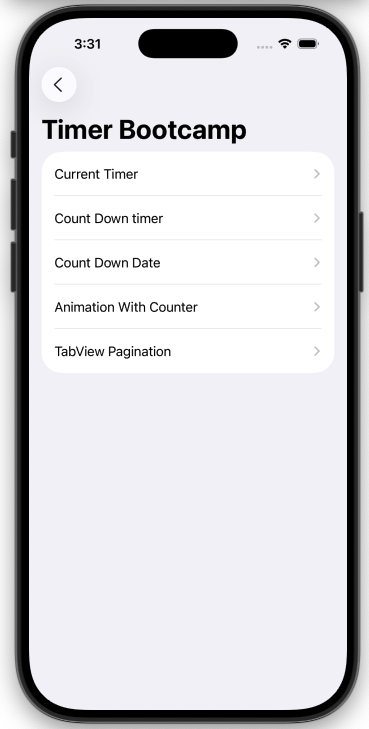 3:31
Timer Bootcamp
Current Timer
Count Down timer
Count Down Date
Animation With Counter
TabView Pagination